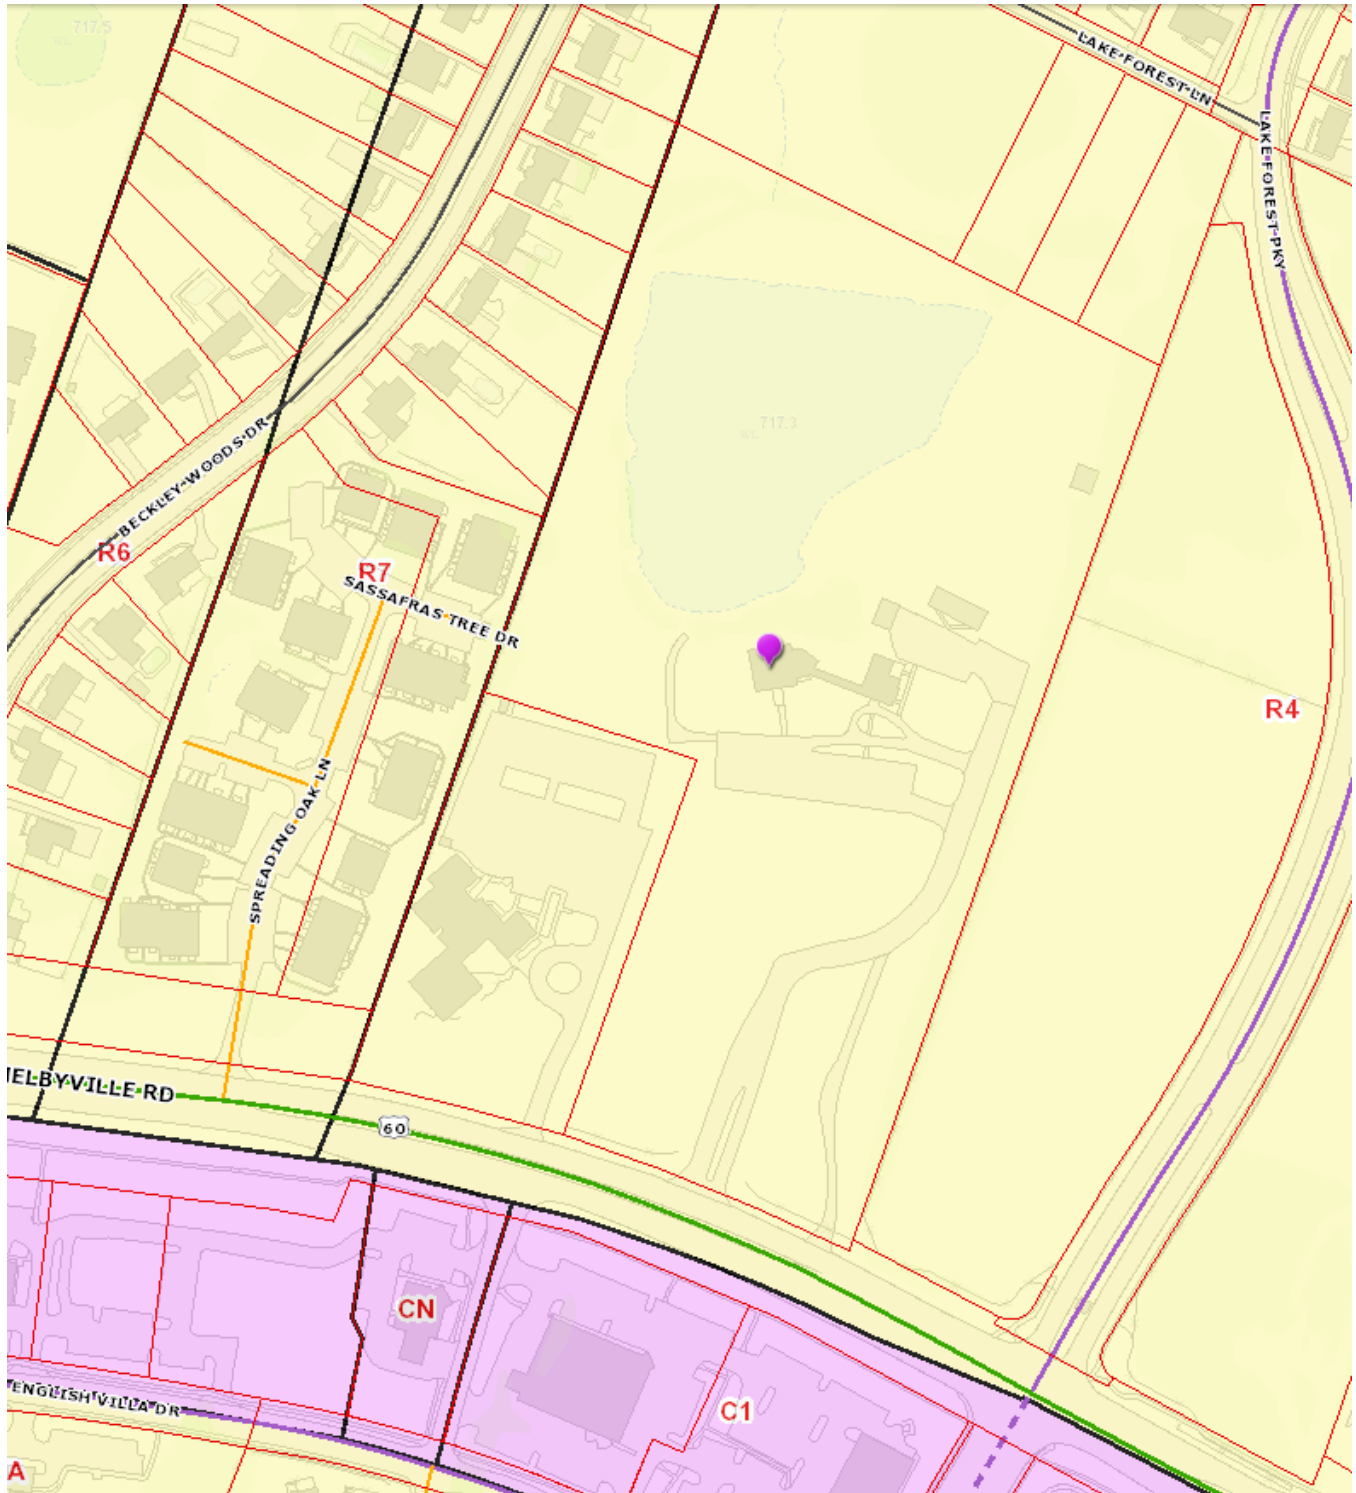 717.5
LAKE FOREST LN
LAKE FOREST PKY
717.3
BECKLEY WOODS DR
R6
R7
SASSAFRAS TREE DR
R4
SPREADING OAK LN
HELBYVILLE RD
60
CN
ENGLISH VILLA DR
C1
A